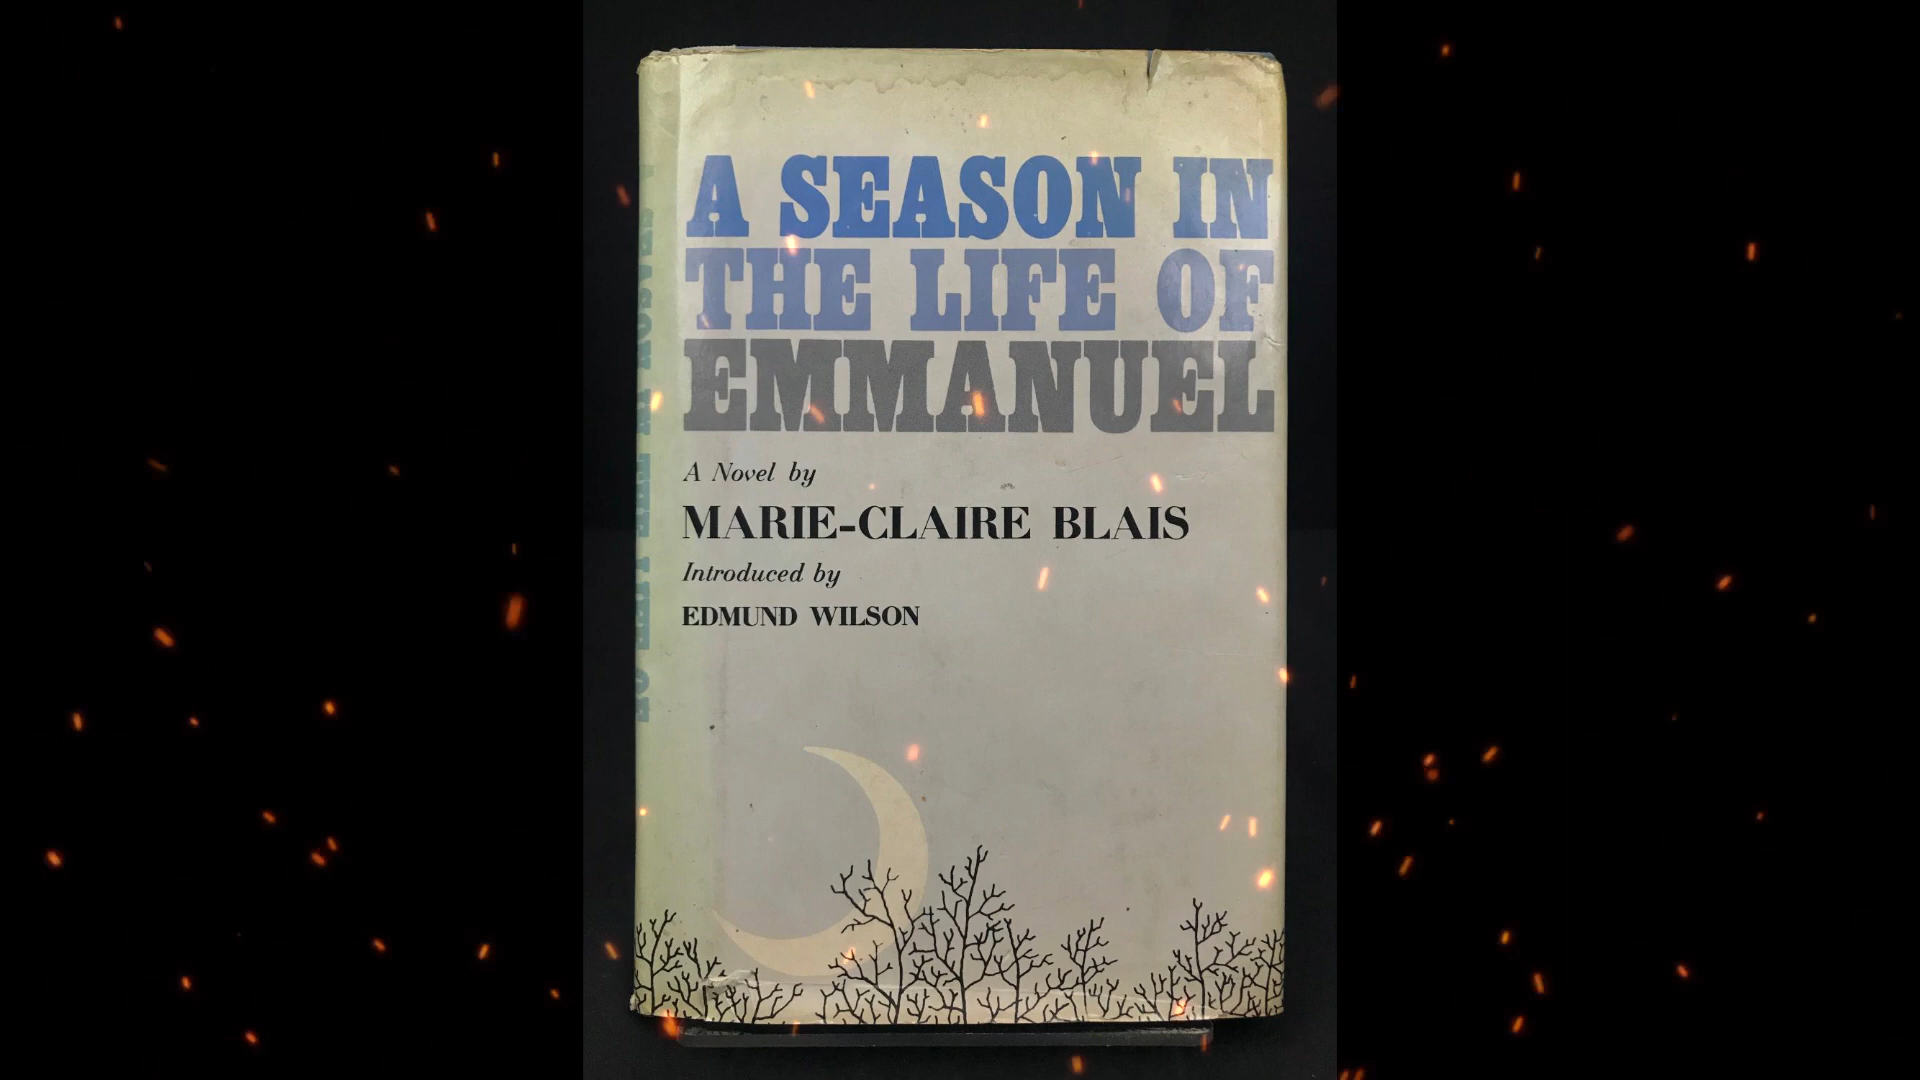 A SEASON IN
THE LIFE OF
EMMANUEL
A Novel by
MARIE-CLAIRE BLAIS
Introduced by
EDMUND WILSON